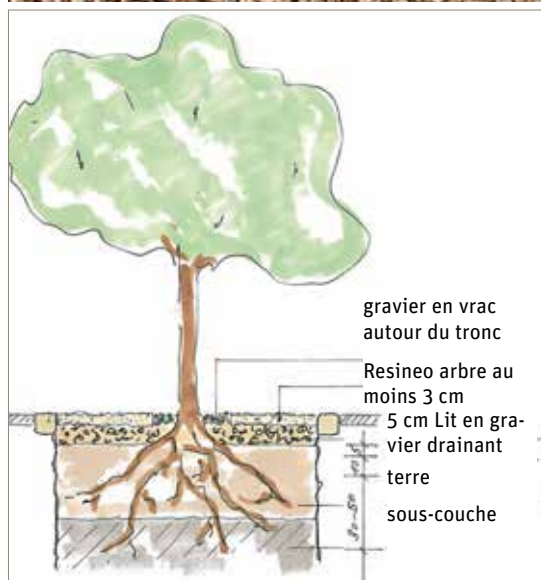 gravier en vrac
autour du tronc
Resineo arbre au
moins 3 cm
5 cm Lit en gra-
vier drainant
terre
sous-couche